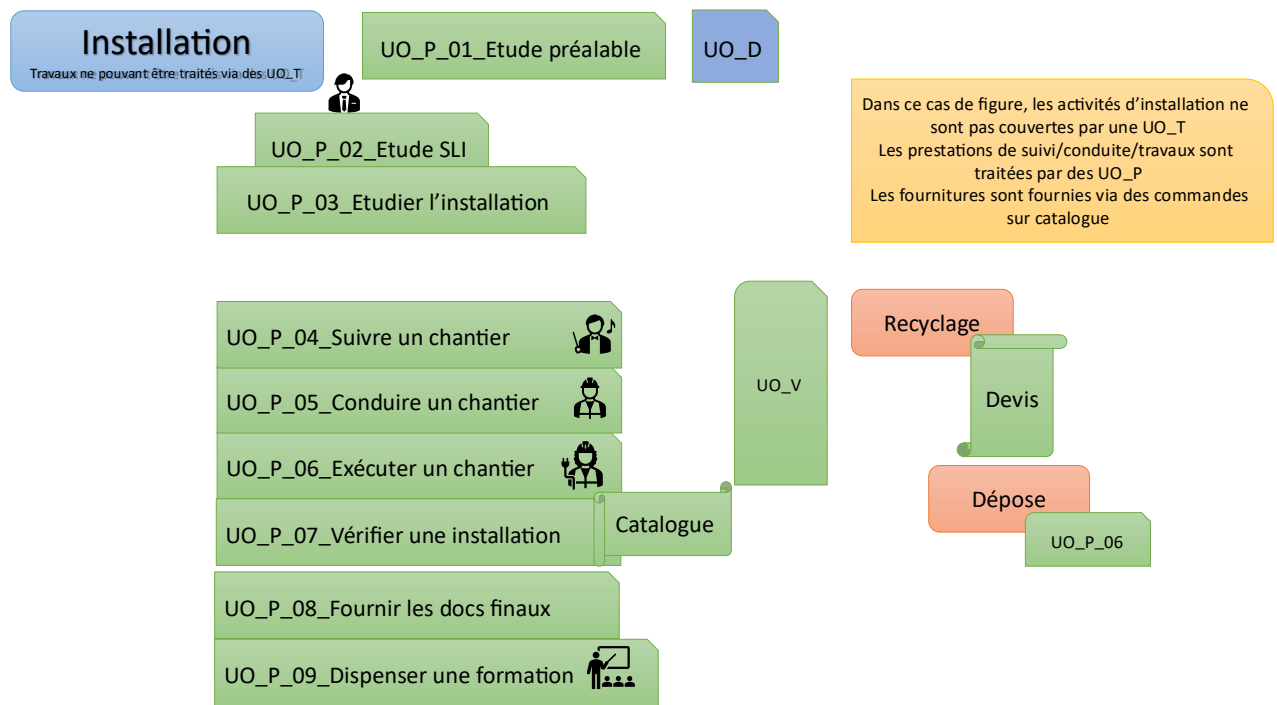 Installation
Travaux ne pouvant être traités via des UO_T
UO_P_01_Etude préalable
UO_D
Dans ce cas de figure, les activités d’installation ne
sont pas couvertes par une UO_T
Les prestations de suivi/conduite/travaux sont
traitées par des UO_P
Les fournitures sont fournies via des commandes
sur catalogue
UO_P_02_Etude SLI
UO_P_03_Etudier l’installation
UO_P_04_Suivre un chantier
UO_P_05_Conduire un chantier
UO_P_06_Exécuter un chantier
UO_P_07_Vérifier une installation
Catalogue
UO_V
Recyclage
Devis
Dépose
UO_P_06
UO_P_08_Fournir les docs finaux
UO_P_09_Dispenser une formation